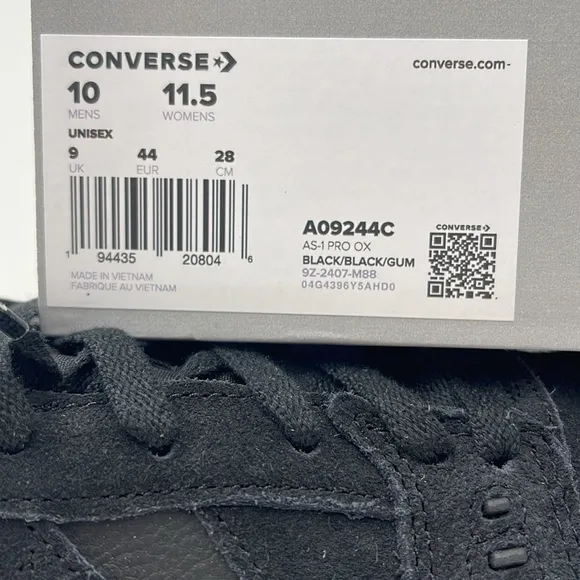 CONVERSE
converse.com-
10 11.5
MENS WOMENS
UNISEX
9 44 28
UK EUR CM
1 94435 20804 6
MADE IN VIETNAM
FABRIQUE AU VIETNAM
A09244C
AS-1 PRO OX
BLACK/BLACK/GUM
9Z-2407-M88
04G4396Y5AHD0
CONVERSE